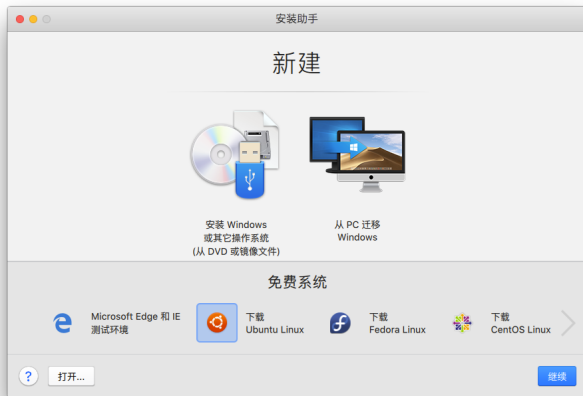 安装助手
新建
安装 Windows
或其它操作系统
(从 DVD 或镜像文件)
从 PC 迁移
Windows
免费系统
Microsoft Edge 和 IE
测试环境
下载
Ubuntu Linux
下载
Fedora Linux
下载
CentOS Linux
?
打开...
继续